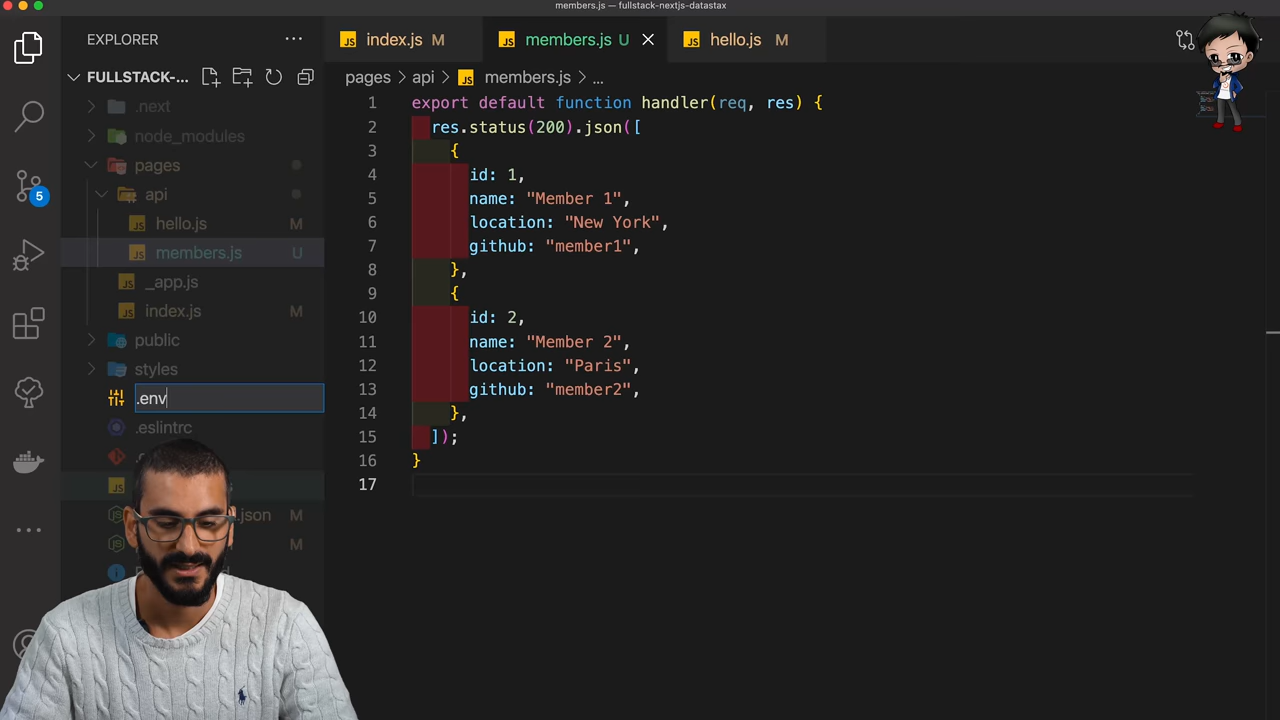 members.js — fullstack-nextjs-datastax
EXPLORER
FULLSTACK-...
.next
node_modules
pages
api
hello.js M
members.js U
_app.js
index.js M
public
styles
.env
.eslintrc
.json M
M
5
index.js M
members.js U
hello.js M
pages > api > members.js > ...
1 export default function handler(req, res) {
2 res.status(200).json([
3 {
4 id: 1,
5 name: "Member 1",
6 location: "New York",
7 github: "member1",
8 },
9 {
10 id: 2,
11 name: "Member 2",
12 location: "Paris",
13 github: "member2",
14 },
15 ]);
16 }
17